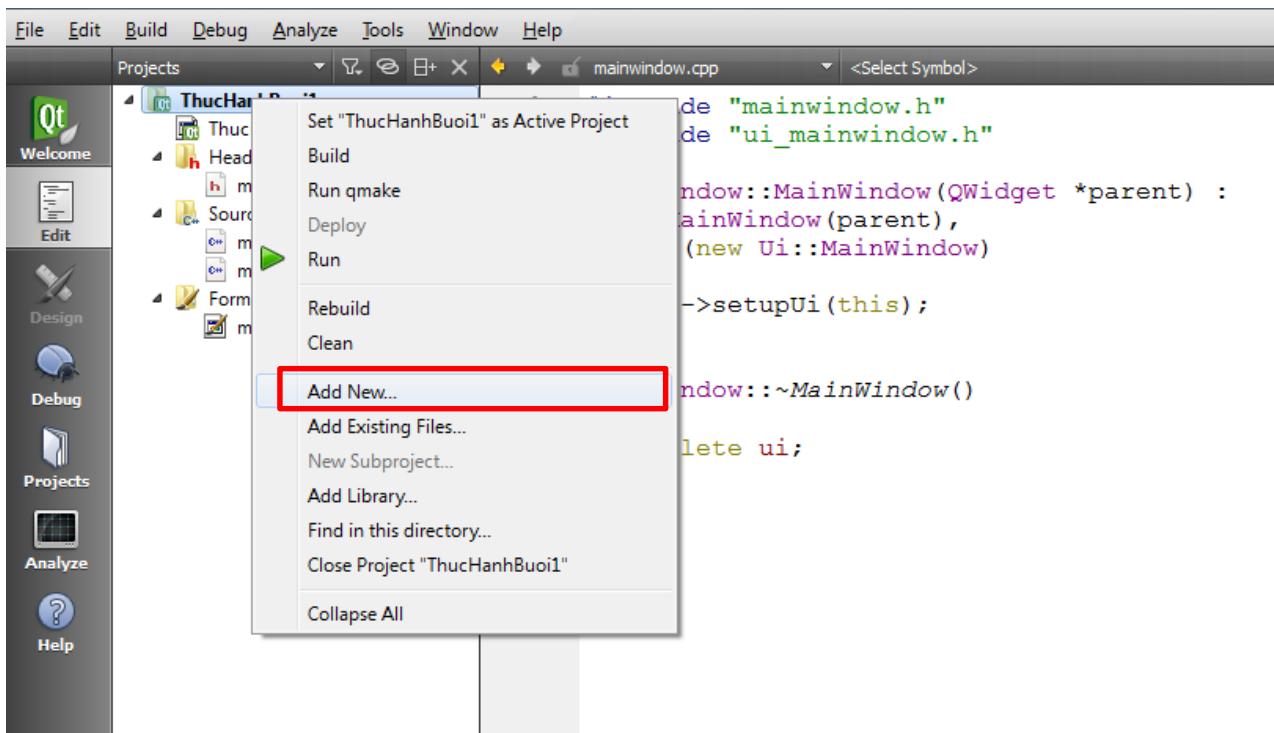 File Edit Build Debug Analyze Tools Window Help
Projects
mainwindow.cpp <Select Symbol>
Welcome
Edit
Design
Debug
Projects
Analyze
Help
Thuc
Head
m
Sourc
m
m
Form
m
Set "ThucHanhBuoi1" as Active Project
Build
Run qmake
Deploy
Run
Rebuild
Clean
Add New...
Add Existing Files...
New Subproject...
Add Library...
Find in this directory...
Close Project "ThucHanhBuoi1"
Collapse All
de "mainwindow.h"
de "ui_mainwindow.h"
ndow::MainWindow(QWidget *parent) :
ainWindow(parent),
(new Ui::MainWindow)
->setupUi(this);
ndow::~MainWindow()
lete ui;